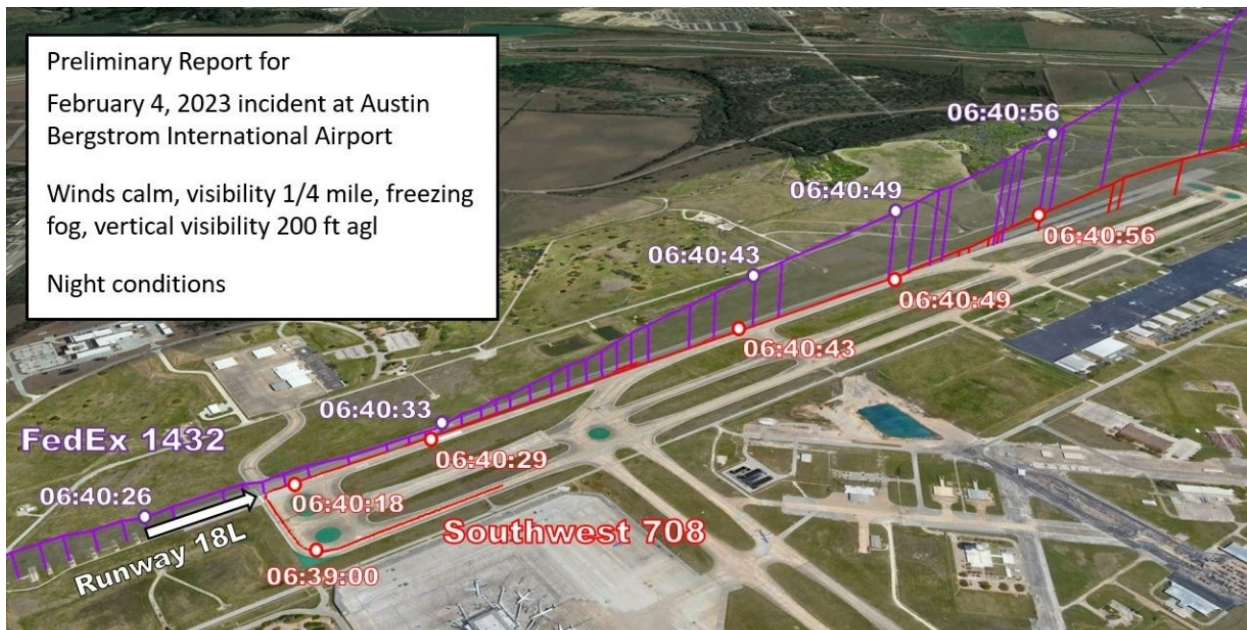 Preliminary Report for
February 4, 2023 incident at Austin
Bergstrom International Airport
Winds calm, visibility 1/4 mile, freezing
fog, vertical visibility 200 ft agl
Night conditions
06:40:56
06:40:49
06:40:43
06:40:56
06:40:49
06:40:43
06:40:33
FedEx 1432
06:40:29
06:40:26
06:40:18
Runway 18L
Southwest 708
06:39:00